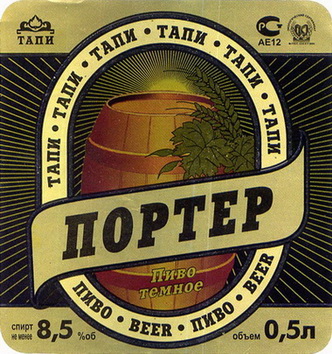 ТАПИ
РС
АЕ12
ТАПИ · ТАПИ · ТАПИ · ТАПИ · ТАПИ · ТАПИ
ПОРТЕР
Пиво
темное
ПИВО · BEER · ПИВО · BEER
спирт
не менее 8,5 %об
объем 0,5л